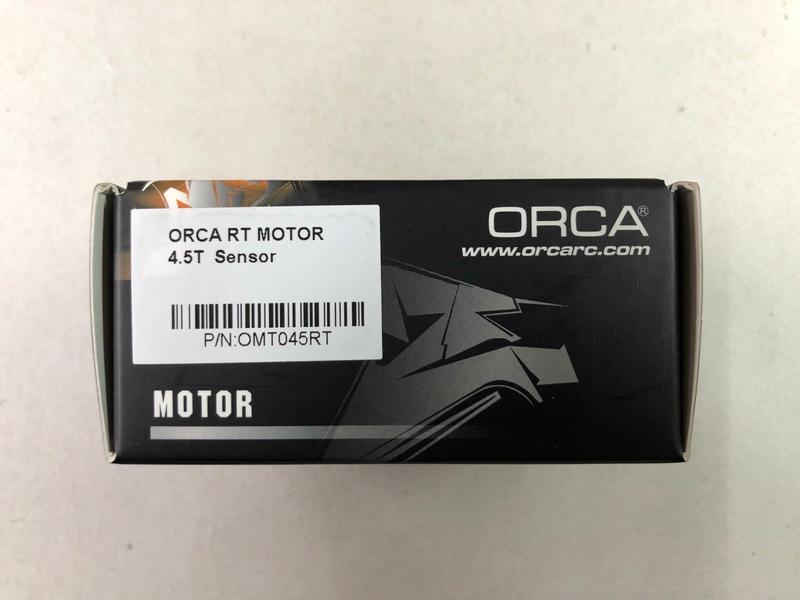 ORCA RT MOTOR
4.5T Sensor
P/N:OMT045RT
ORCA®
www.orcarc.com
MOTOR